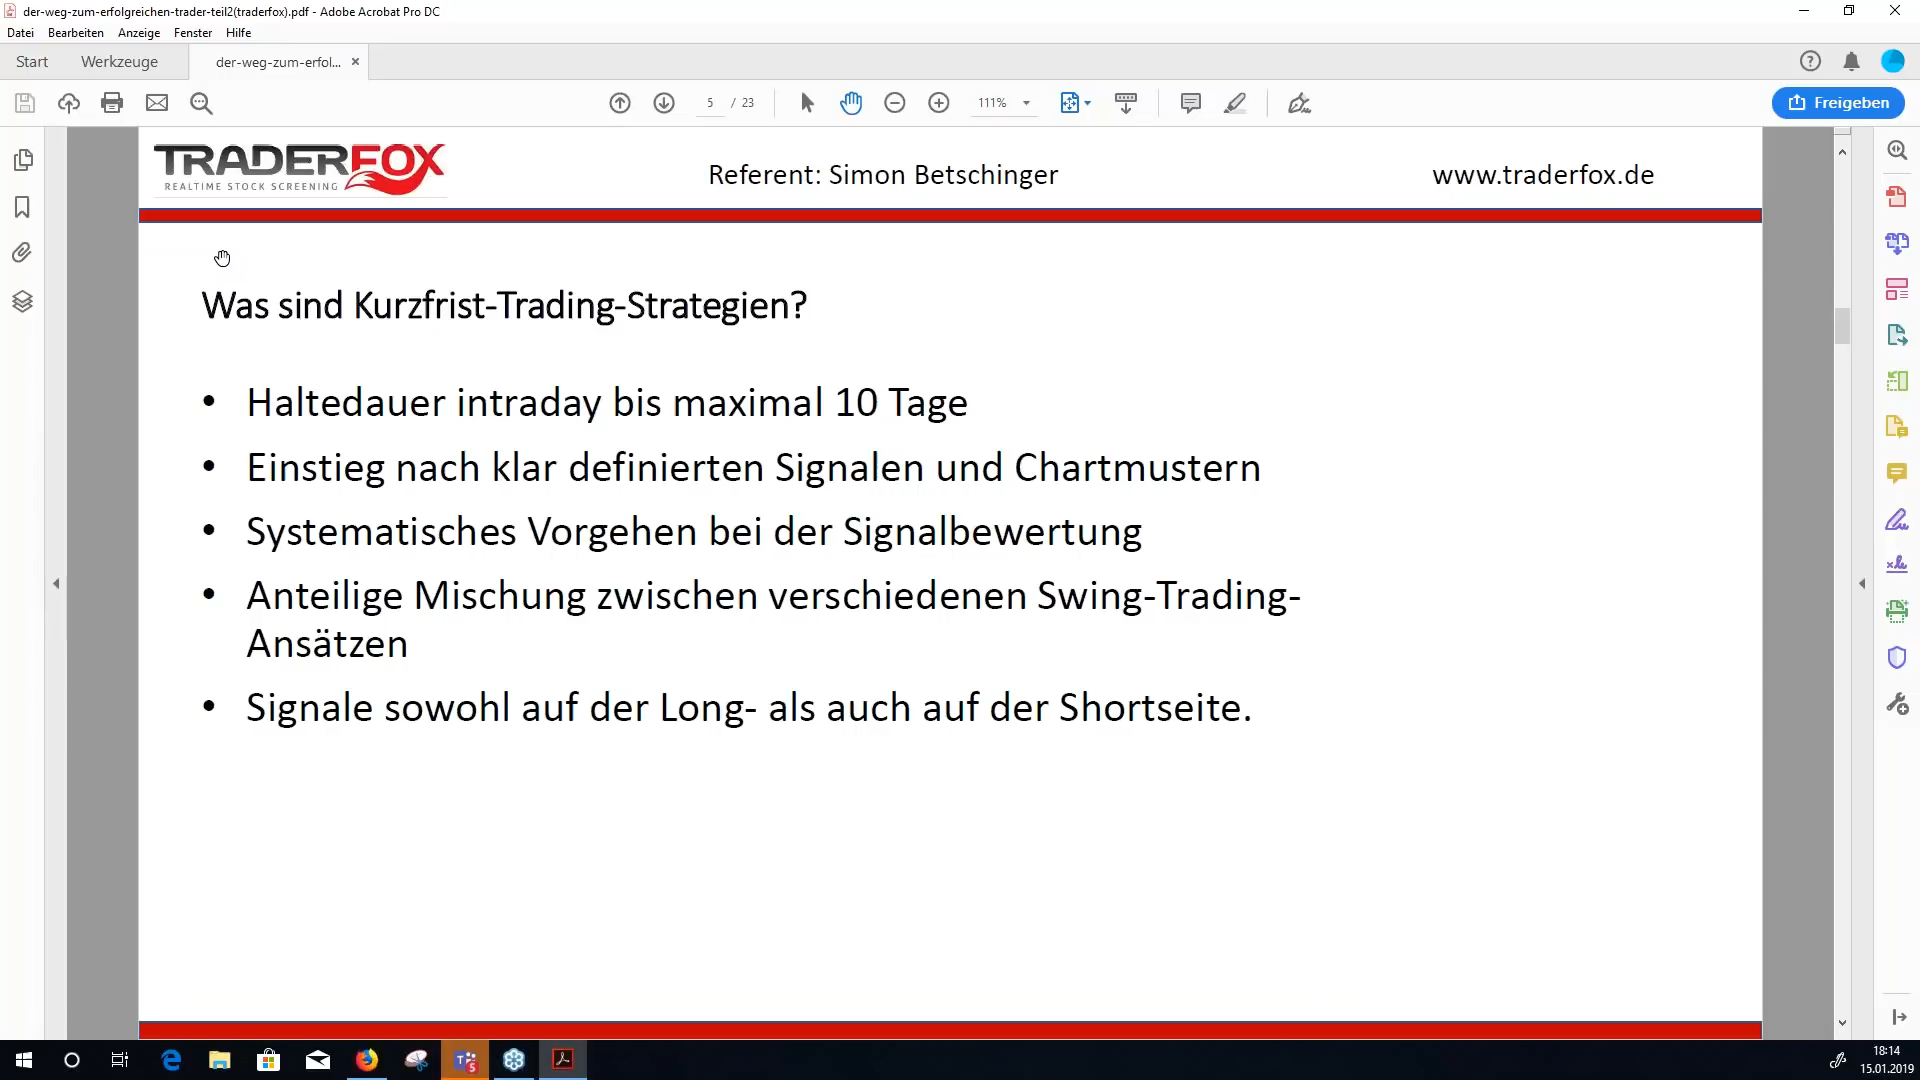 der-weg-zum-erfolgreichen-trader-teil2(traderfox).pdf - Adobe Acrobat Pro DC
Datei Bearbeiten Anzeige Fenster Hilfe
Start Werkzeuge der-weg-zum-erfol...
5 / 23 111% Freigeben
TRADERFOX
REALTIME STOCK SCREENING
Referent: Simon Betschinger
www.traderfox.de
Was sind Kurzfrist-Trading-Strategien?
• Haltedauer intraday bis maximal 10 Tage
• Einstieg nach klar definierten Signalen und Chartmustern
• Systematisches Vorgehen bei der Signalbewertung
• Anteilige Mischung zwischen verschiedenen Swing-Trading-
Ansätzen
• Signale sowohl auf der Long- als auch auf der Shortseite.
18:14
15.01.2019